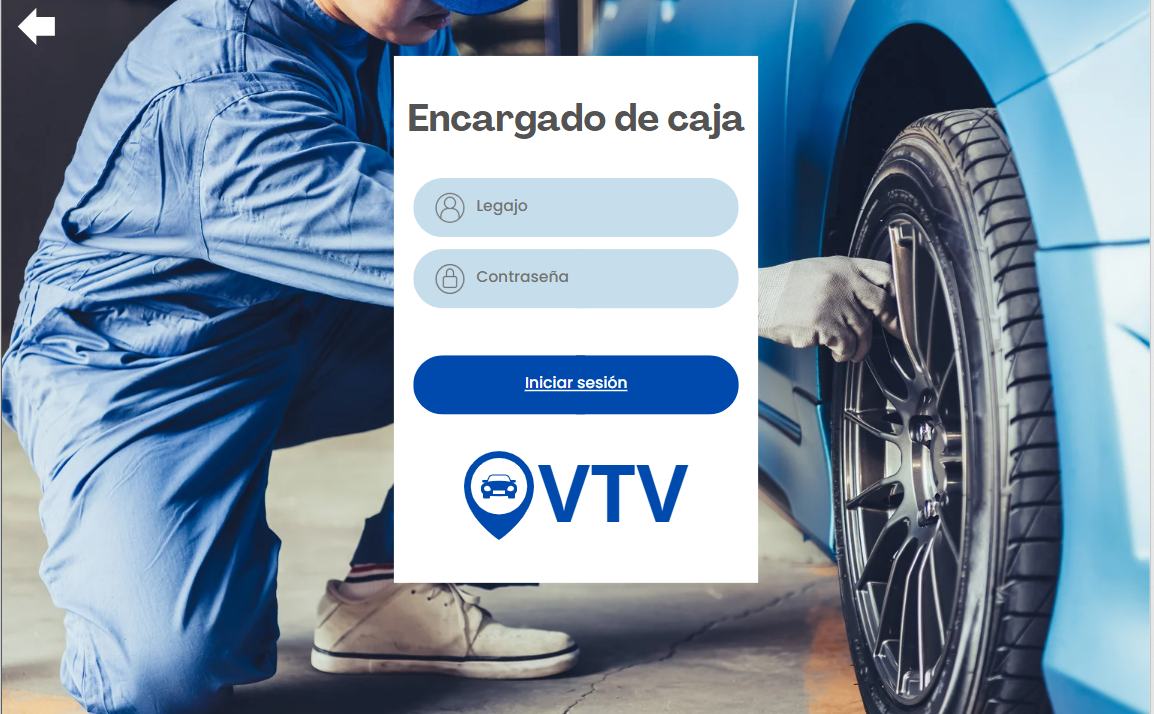 Encargado de caja
Legajo
Contraseña
Iniciar sesión
VTV